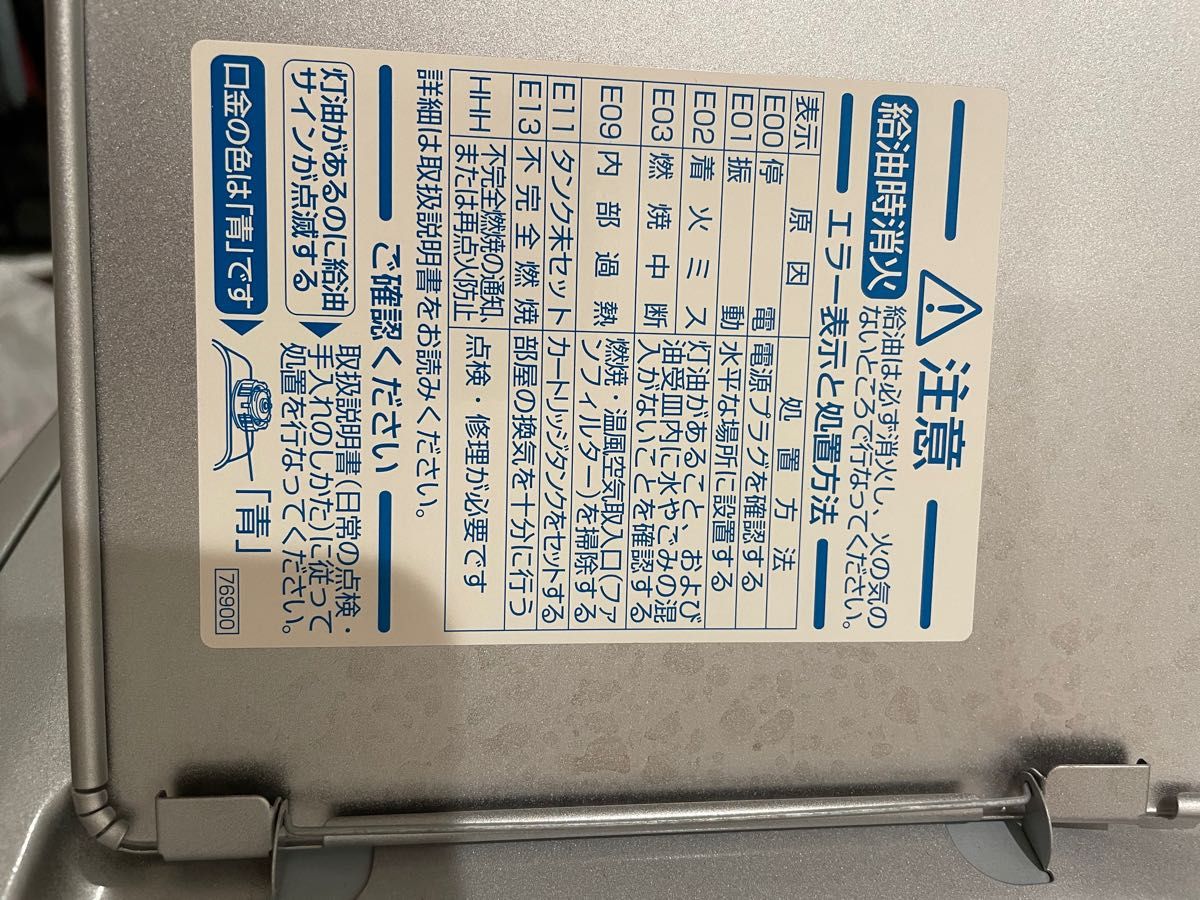 ⚠注意
給油時消火
給油は必ず消火し、火の気の
ないところで行なってください。
エラー表示と処置方法
表示 原因 処置方法
E00 停電 電源プラグを確認する
E01 振動 水平な場所に設置する
E02 着火ミス 灯油があること、および
E03 燃焼中断 油受皿内に水やごみの混
入がないことを確認する
E09 内部過熱 燃焼・温風空気取入口(ファ
ンフィルター)を掃除する
E11 タンク未セット カートリッジタンクをセットする
E13 不完全燃焼 部屋の換気を十分に行う
HHH 不完全燃焼の通知、
または再点火防止 点検・修理が必要です
詳細は取扱説明書をお読みください。
ご確認ください
灯油があるのに給油
サインが点滅する
取扱説明書(日常の点検・
手入れのしかた)に従って
処置を行なってください。
口金の色は「青」です
「青」
76900